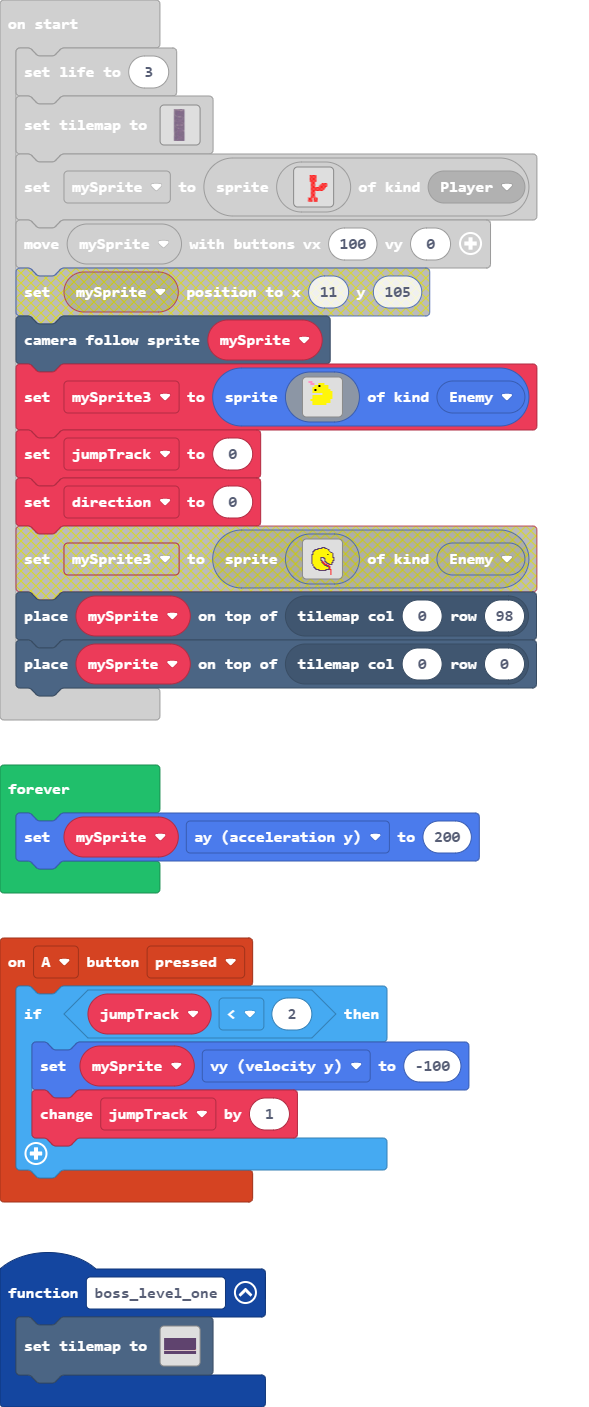 on start
set life to 3
set tilemap to
set mySprite to sprite of kind Player
move mySprite with buttons vx 100 vy 0
set mySprite position to x 11 y 105
camera follow sprite mySprite
set mySprite3 to sprite of kind Enemy
set jumpTrack to 0
set direction to 0
set mySprite3 to sprite of kind Enemy
place mySprite on top of tilemap col 0 row 98
place mySprite on top of tilemap col 0 row 0
forever
set mySprite ay (acceleration y) to 200
on A button pressed
if jumpTrack < 2 then
set mySprite vy (velocity y) to -100
change jumpTrack by 1
function boss_level_one
set tilemap to